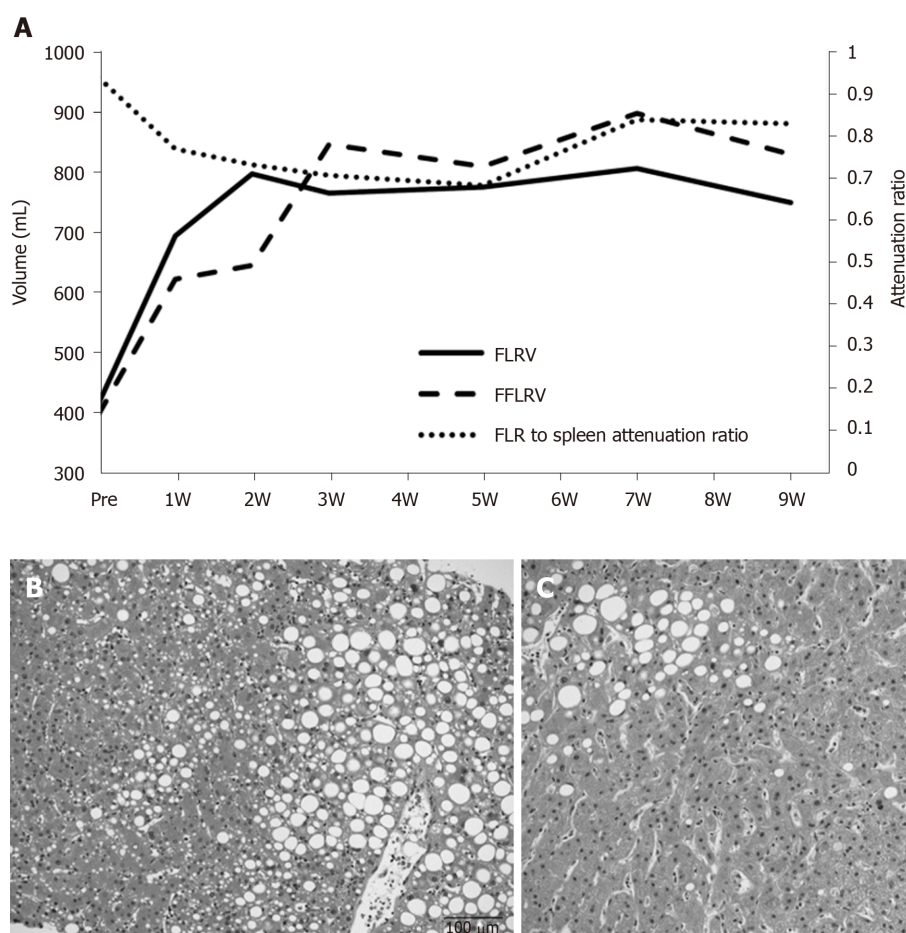 A
1000
900
800
700
600
500
400
300
Volume (mL)
1
0.9
0.8
0.7
0.6
0.5
0.4
0.3
0.2
0.1
0
Attenuation ratio
FLRV
FFLRV
FLR to spleen attenuation ratio
Pre 1W 2W 3W 4W 5W 6W 7W 8W 9W
B
C
100 μm